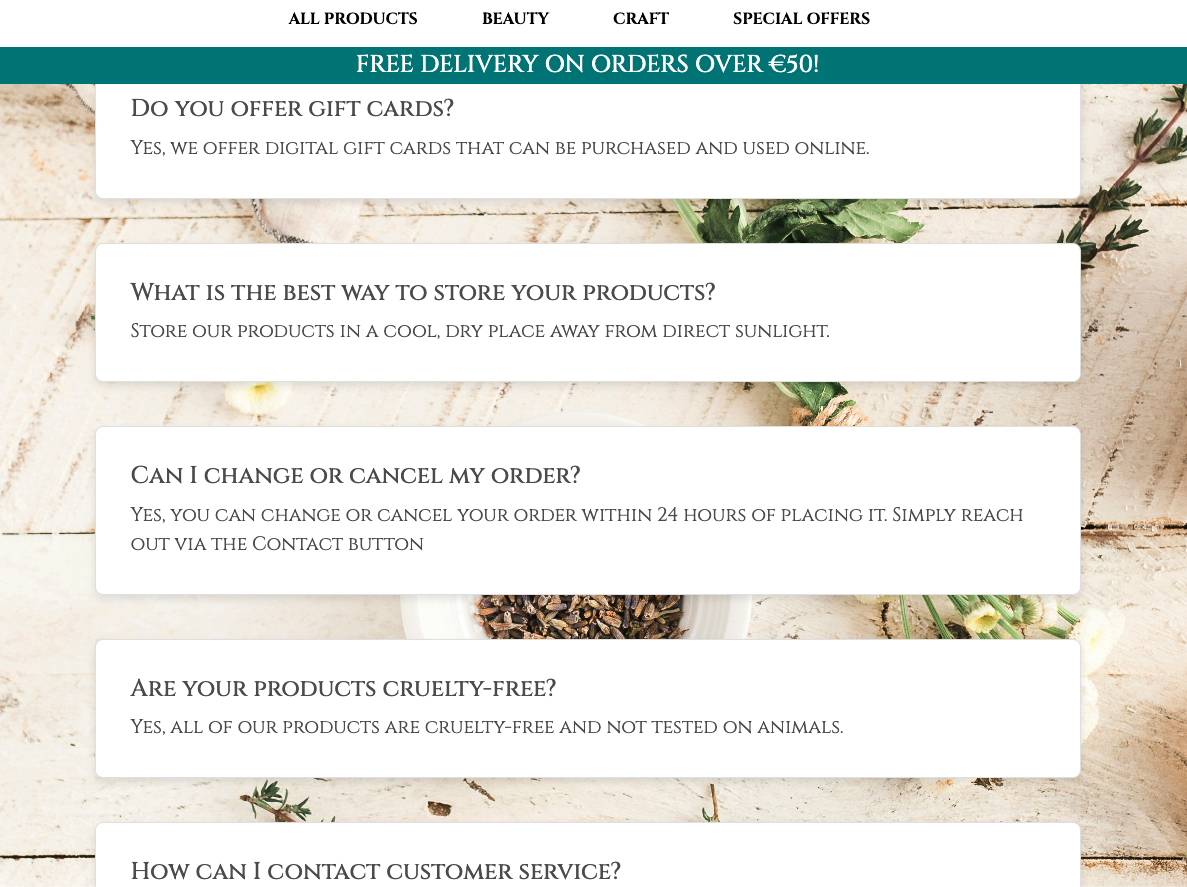 ALL PRODUCTS BEAUTY CRAFT SPECIAL OFFERS
FREE DELIVERY ON ORDERS OVER €50!
Do you offer gift cards?
Yes, we offer digital gift cards that can be purchased and used online.
What is the best way to store your products?
Store our products in a cool, dry place away from direct sunlight.
Can I change or cancel my order?
Yes, you can change or cancel your order within 24 hours of placing it. Simply reach
out via the Contact button
Are your products cruelty-free?
Yes, all of our products are cruelty-free and not tested on animals.
How can I contact customer service?